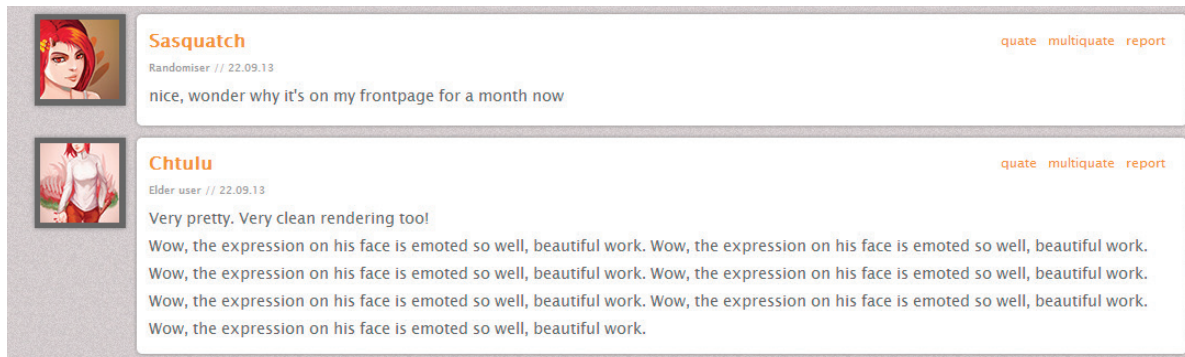 Sasquatch
quate multiquate report
Randomiser // 22.09.13
nice, wonder why it's on my frontpage for a month now
Chtulu
quate multiquate report
Elder user // 22.09.13
Very pretty. Very clean rendering too!
Wow, the expression on his face is emoted so well, beautiful work. Wow, the expression on his face is emoted so well, beautiful work.
Wow, the expression on his face is emoted so well, beautiful work. Wow, the expression on his face is emoted so well, beautiful work.
Wow, the expression on his face is emoted so well, beautiful work. Wow, the expression on his face is emoted so well, beautiful work.
Wow, the expression on his face is emoted so well, beautiful work.